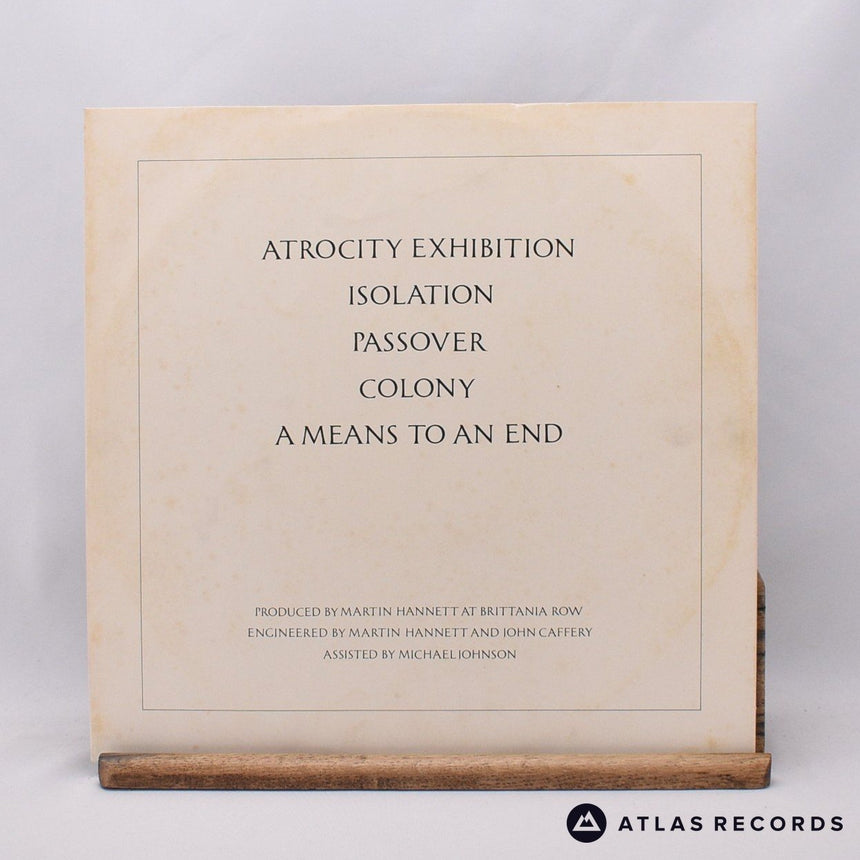 ATROCITY EXHIBITION
ISOLATION
PASSOVER
COLONY
A MEANS TO AN END
PRODUCED BY MARTIN HANNETT AT BRITTANIA ROW
ENGINEERED BY MARTIN HANNETT AND JOHN CAFFERY
ASSISTED BY MICHAEL JOHNSON
ATLAS RECORDS